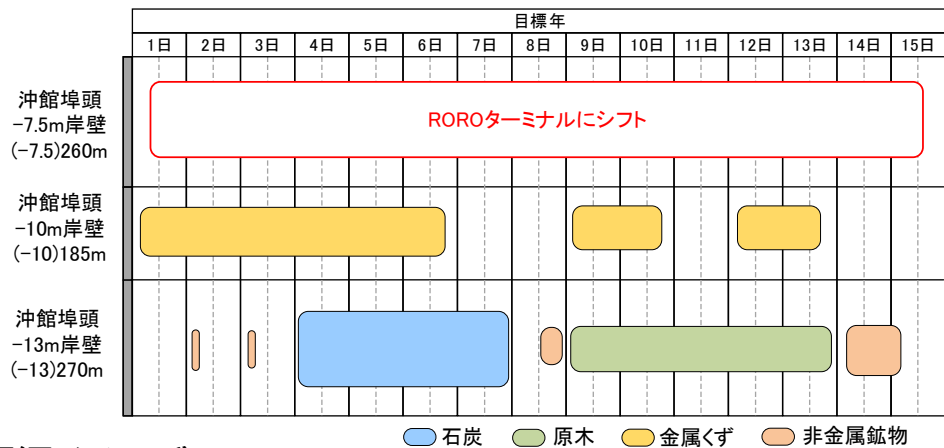 目標年
1日 2日 3日 4日 5日 6日 7日 8日 9日 10日 11日 12日 13日 14日 15日
沖館埠頭
-7.5m岸壁
(-7.5)260m
ROROターミナルにシフト
沖館埠頭
-10m岸壁
(-10)185m
沖館埠頭
-13m岸壁
(-13)270m
石炭 原木 金属くず 非金属鉱物